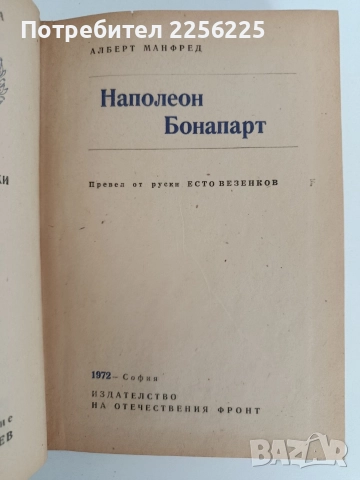 Потребител 2256225
АЛБЕРТ МАНФРЕД
Наполеон
Бонапарт
Превел от руски ЕСТО ВЕЗЕНКОВ
1972 – София
ИЗДАТЕЛСТВО
НА ОТЕЧЕСТВЕНИЯ ФРОНТ
bazar